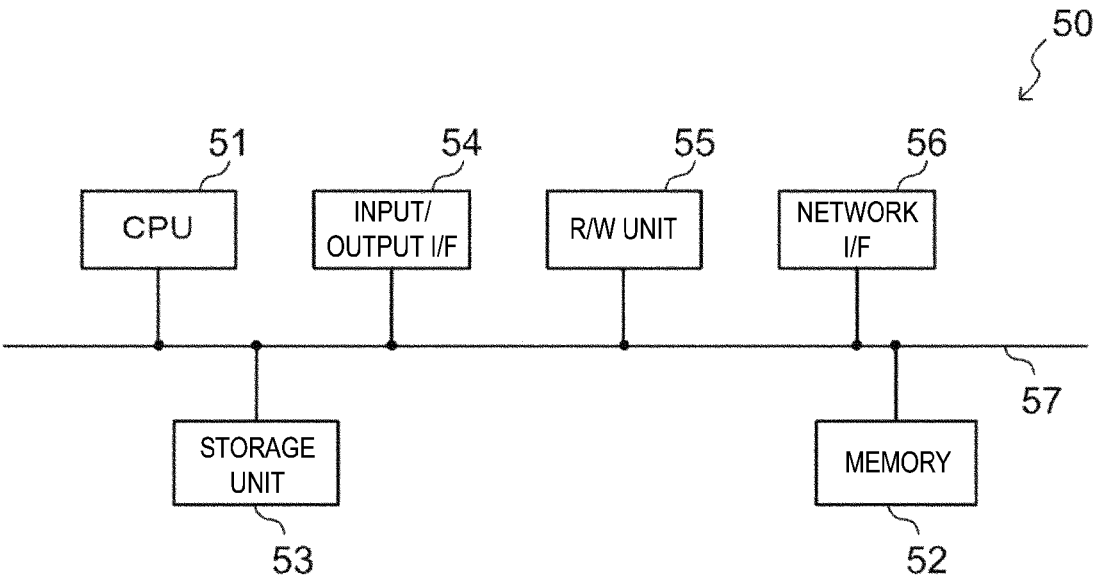 50
51
54
55
56
CPU
INPUT/
OUTPUT I/F
R/W UNIT
NETWORK
I/F
57
STORAGE
UNIT
MEMORY
53
52